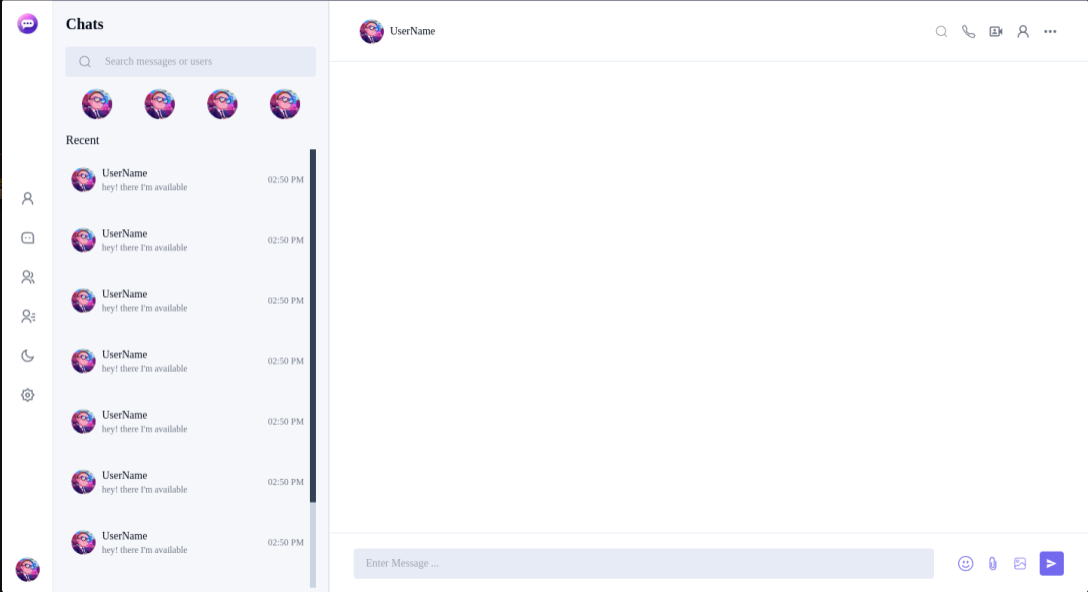 Chats
Search messages or users
Recent
UserName
hey! there I'm available
02:50 PM
UserName
hey! there I'm available
02:50 PM
UserName
hey! there I'm available
02:50 PM
UserName
hey! there I'm available
02:50 PM
UserName
hey! there I'm available
02:50 PM
UserName
hey! there I'm available
02:50 PM
UserName
hey! there I'm available
02:50 PM
UserName
Enter Message ...